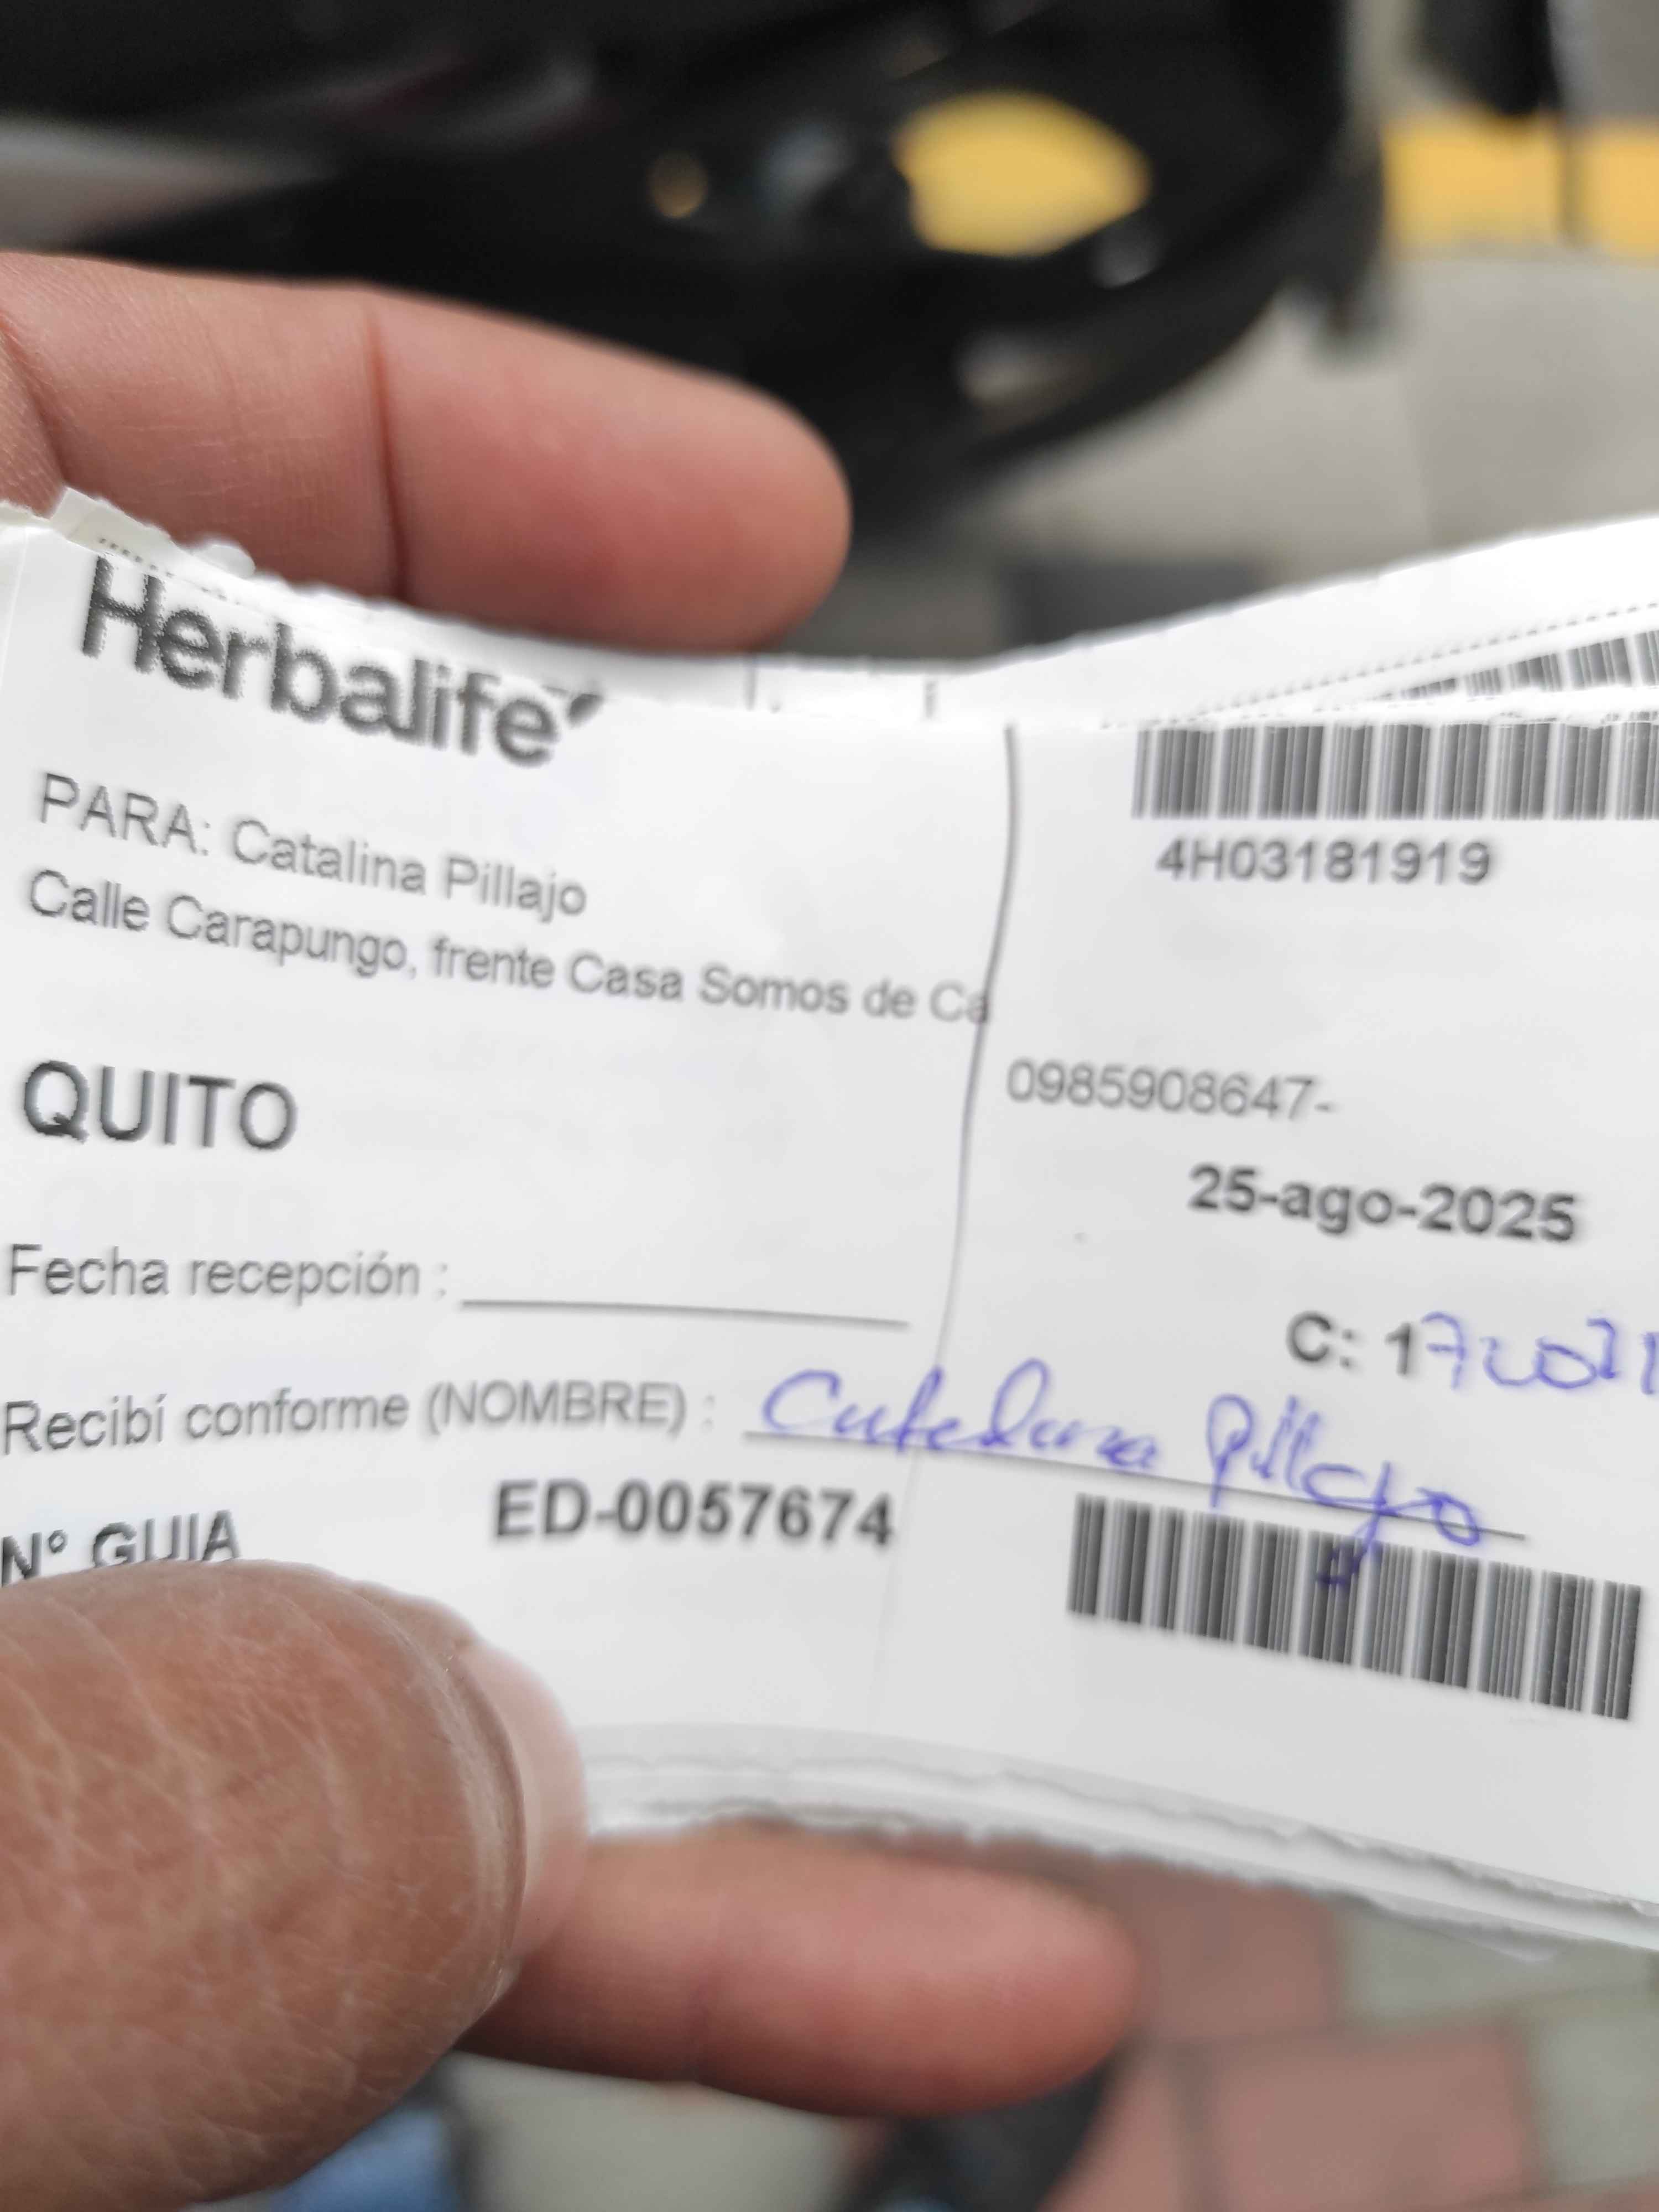 Herbalife
4H03181919
PARA: Catalina Pillajo
Calle Carapungo, frente Casa Somos de Ca
0985908647-
QUITO
25-ago-2025
Fecha recepción :
C: 1
Recibí conforme (NOMBRE) : Catalina Pillajo
N° GUIA ED-0057674